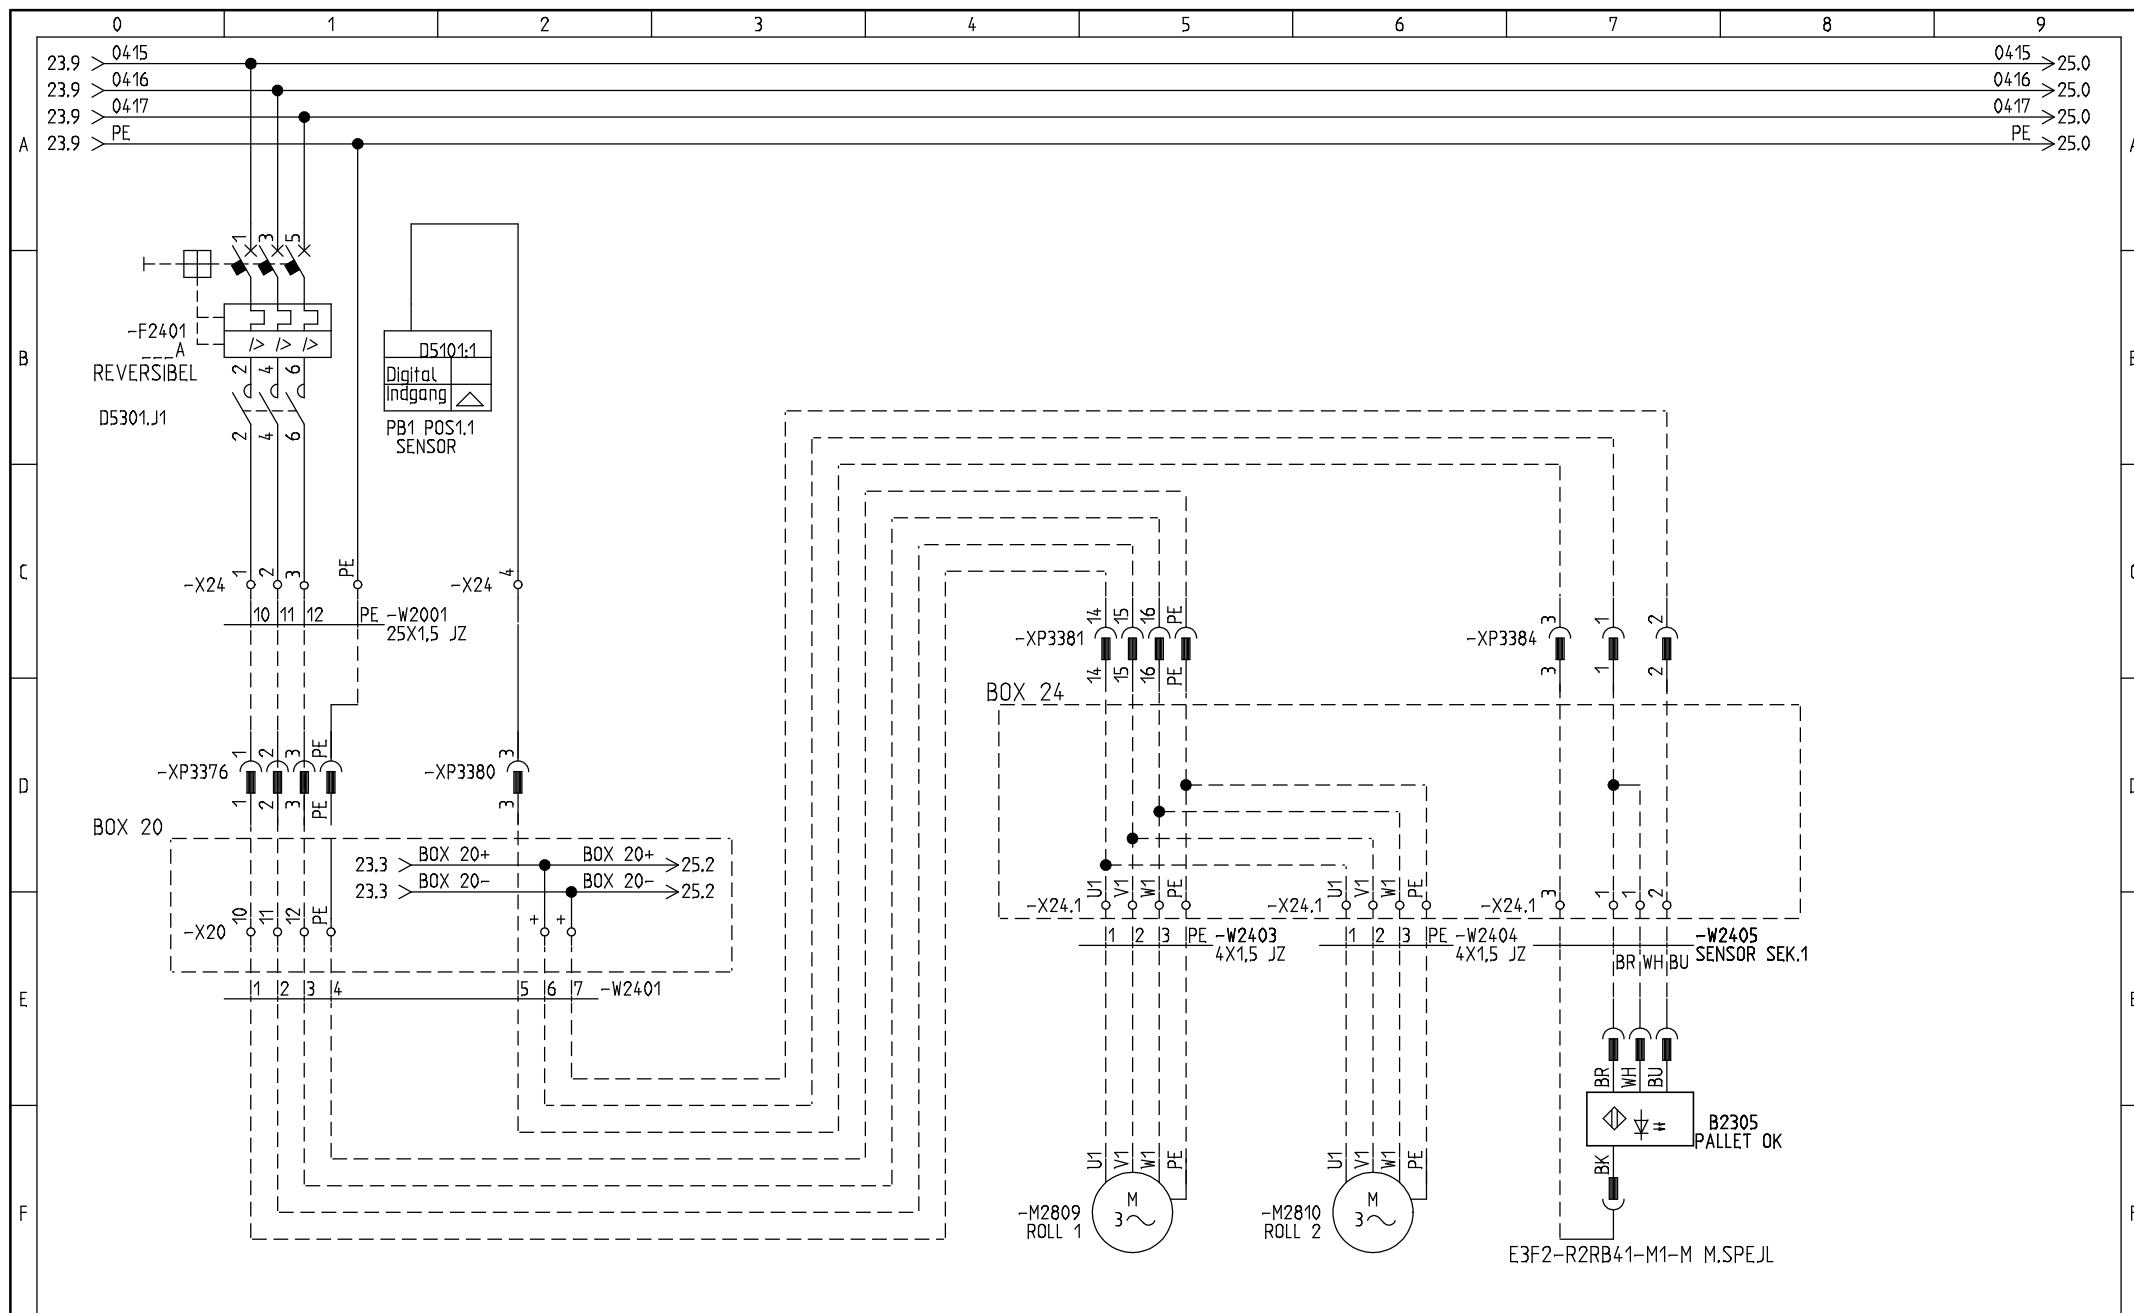 0 1 2 3 4 5 6 7 8 9
23.9 0415 0415 25.0
23.9 0416 0416 25.0
23.9 0417 0417 25.0
A 23.9 PE PE 25.0
1 3 5
-F2401
___A
REVERSIBEL
/> /> />
2 4 6
D5301.J1
2 4 6
B
D5101:1
Digital
Indgang
PB1 POS1.1
SENSOR
C
-X24 1 2 3 PE
-X24 4
10 11 12 PE -W2001
25X1,5 JZ
-XP3381 14 15 16 PE
14 15 16 PE
-XP3384 3 1 2
3 1 2
BOX 24
D
-XP3376 1 2 3 PE
1 2 3 PE
-XP3380 3
3
BOX 20
23.3 BOX 20+ BOX 20+ 25.2
23.3 BOX 20- BOX 20- 25.2
-X20 10 11 12 PE + +
-X24.1 U1 V1 W1 PE
-X24.1 U1 V1 W1 PE
-X24.1 3 1 1 2
1 2 3 PE -W2403
4X1,5 JZ
1 2 3 PE -W2404
4X1,5 JZ
-W2405
SENSOR SEK.1
BR WH BU
E
1 2 3 4 5 6 7 -W2401
BR WH BU
B2305
PALLET OK
BK
F
U1 V1 W1 PE
M
3
-M2809
ROLL 1
U1 V1 W1 PE
M
3
-M2810
ROLL 2
E3F2-R2RB41-M1-M M.SPEJL